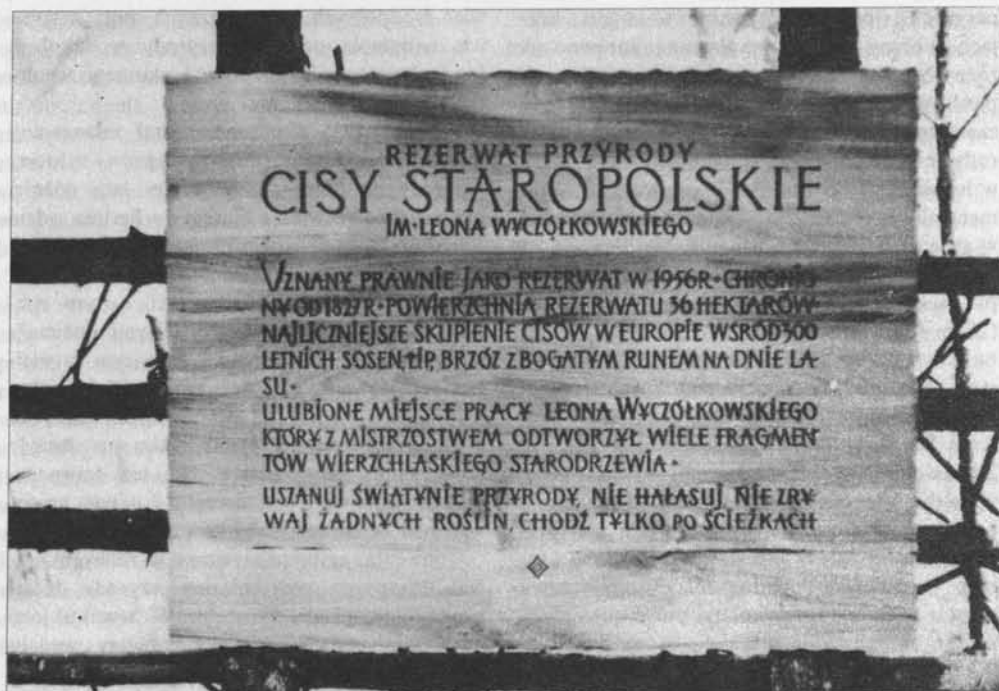 REZERWAT PRZYRODY
CISY STAROPOLSKIE
IM·LEONA WYCZÓŁKOWSKIEGO
UZNANY PRAWNIE JAKO REZERWAT W 1956R·CHRONIO
NY OD 1827R·POWIERZCHNIA REZERWATU 36 HEKTARÓW·
NAJLICZNIEJSZE SKUPIENIE CISÓW W EUROPIE WŚRÓD 300
LETNICH SOSEN, LIP, BRZÓZ Z BOGATYM RUNEM NA DNIE LA
SU·
ULUBIONE MIEJSCE PRACY LEONA WYCZÓŁKOWSKIEGO
KTÓRY Z MISTRZOSTWEM ODTWORZYŁ WIELE FRAGMEN
TÓW WIERZCHLASKIEGO STARODRZEWIA·
USZANUJ ŚWIĄTYNIĘ PRZYRODY, NIE HAŁASUJ, NIE ZRY
WAJ ŻADNYCH ROŚLIN, CHODŹ TYLKO PO ŚCIEŻKACH